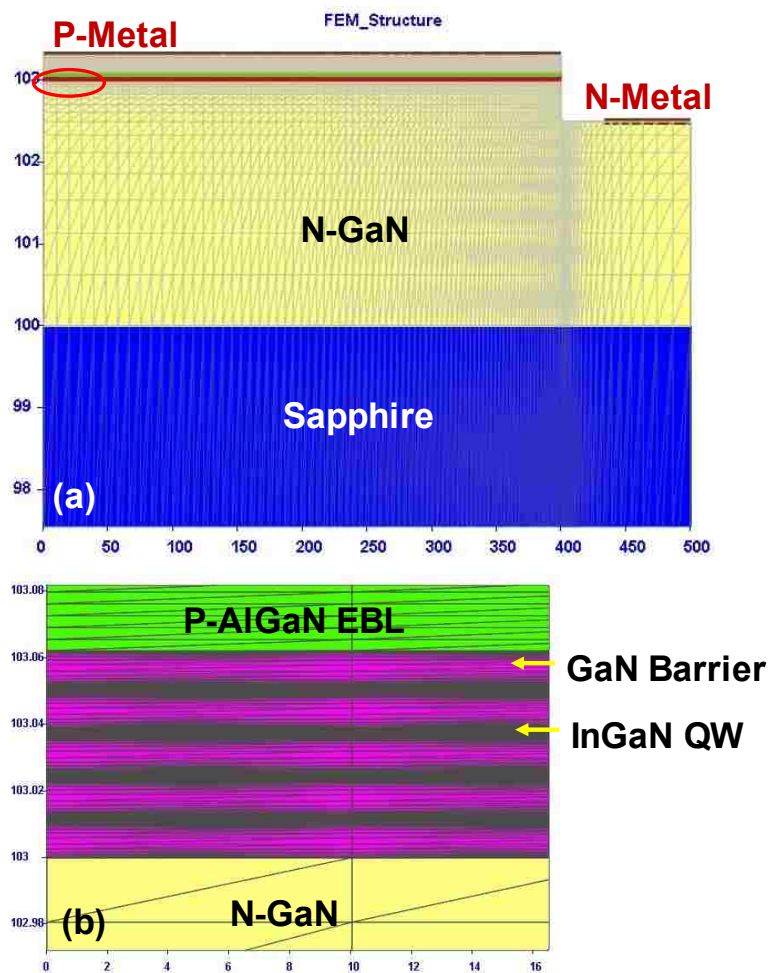 FEM_Structure
P-Metal
N-Metal
103
102
101
100
99
98
N-GaN
Sapphire
(a)
0 50 100 150 200 250 300 350 400 450 500
103.08
103.06
103.04
103.02
103
102.98
P-AlGaN EBL
GaN Barrier
InGaN QW
N-GaN
(b)
0 2 4 6 8 10 12 14 16